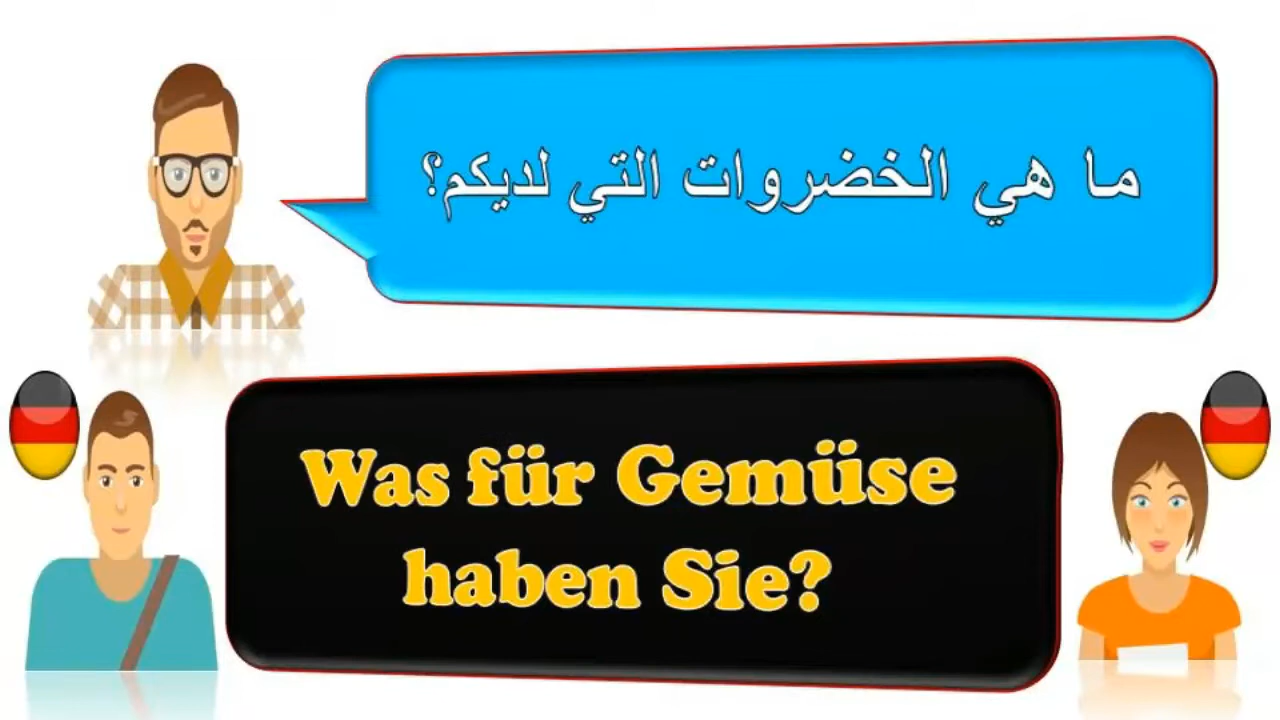 ما هي الخضروات التي لديكم؟
Was für Gemüse
haben Sie?